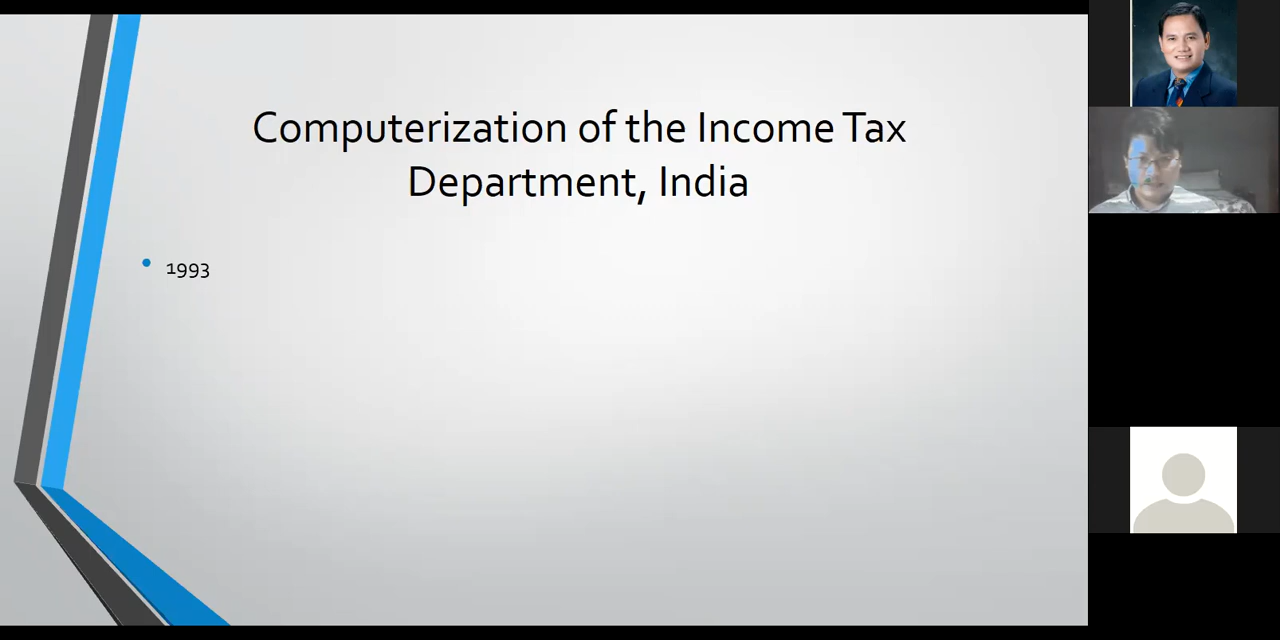 Computerization of the Income Tax
Department, India
• 1993